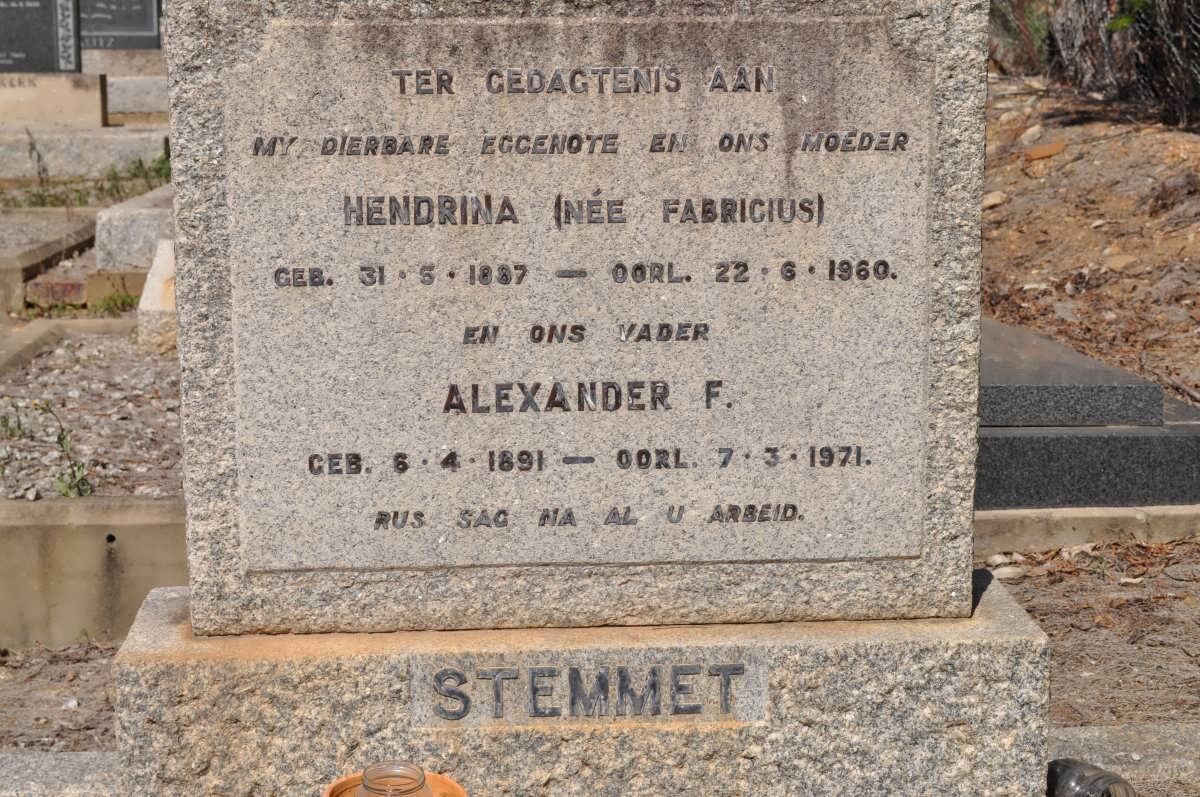 TER GEDAGTENIS AAN
MY DIERBARE EGGENOTE EN ONS MOEDER
HENDRINA (NÉE FABRICIUS)
GEB. 31·5·1887 — OORL. 22·6·1960.
EN ONS VADER
ALEXANDER F.
GEB. 6·4·1891 — OORL. 7·3·1971.
RUS SAG NA AL U ARBEID.
STEMMET